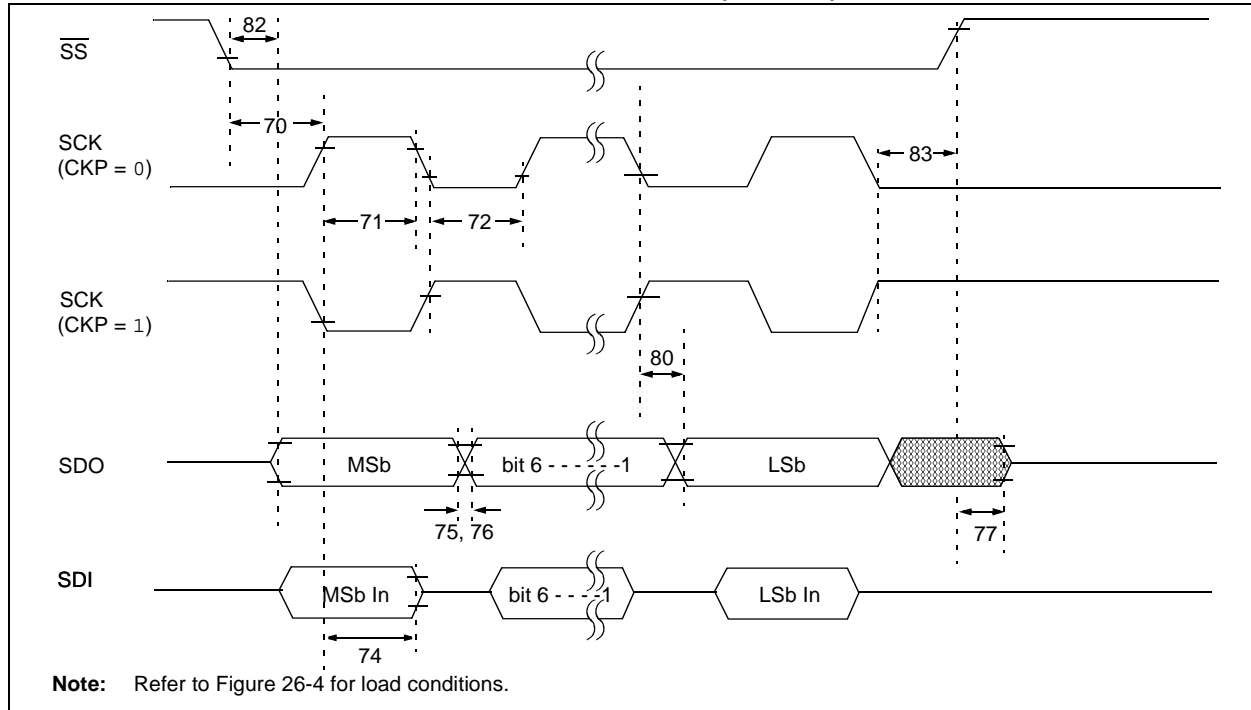 82
SS
70
SCK
(CKP = 0)
83
71
72
SCK
(CKP = 1)
80
SDO
MSb
bit 6 - - - - - -1
LSb
75, 76
77
SDI
MSb In
bit 6 - - - -1
LSb In
74
Note: Refer to Figure 26-4 for load conditions.